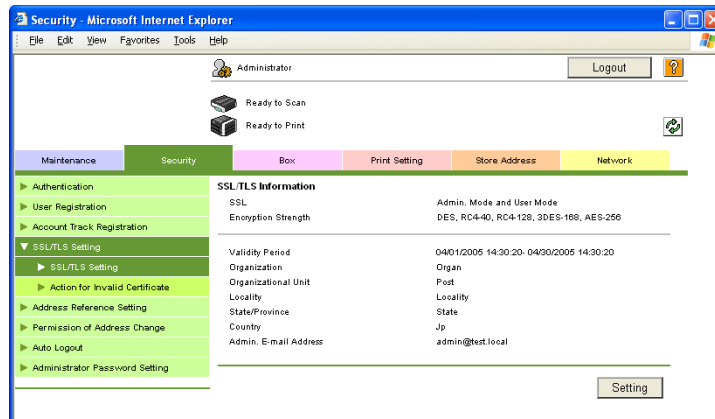 Security - Microsoft Internet Explorer
File Edit View Favorites Tools Help
Administrator
Logout
?
Ready to Scan
Ready to Print
Maintenance Security Box Print Setting Store Address Network
Authentication
User Registration
Account Track Registration
SSL/TLS Setting
SSL/TLS Setting
Action for Invalid Certificate
Address Reference Setting
Permission of Address Change
Auto Logout
Administrator Password Setting
SSL/TLS Information
SSL Admin. Mode and User Mode
Encryption Strength DES, RC4-40, RC4-128, 3DES-168, AES-256
Validity Period 04/01/2005 14:30:20- 04/30/2005 14:30:20
Organization Organ
Organizational Unit Post
Locality Locality
State/Province State
Country Jp
Admin. E-mail Address admin@test.local
Setting